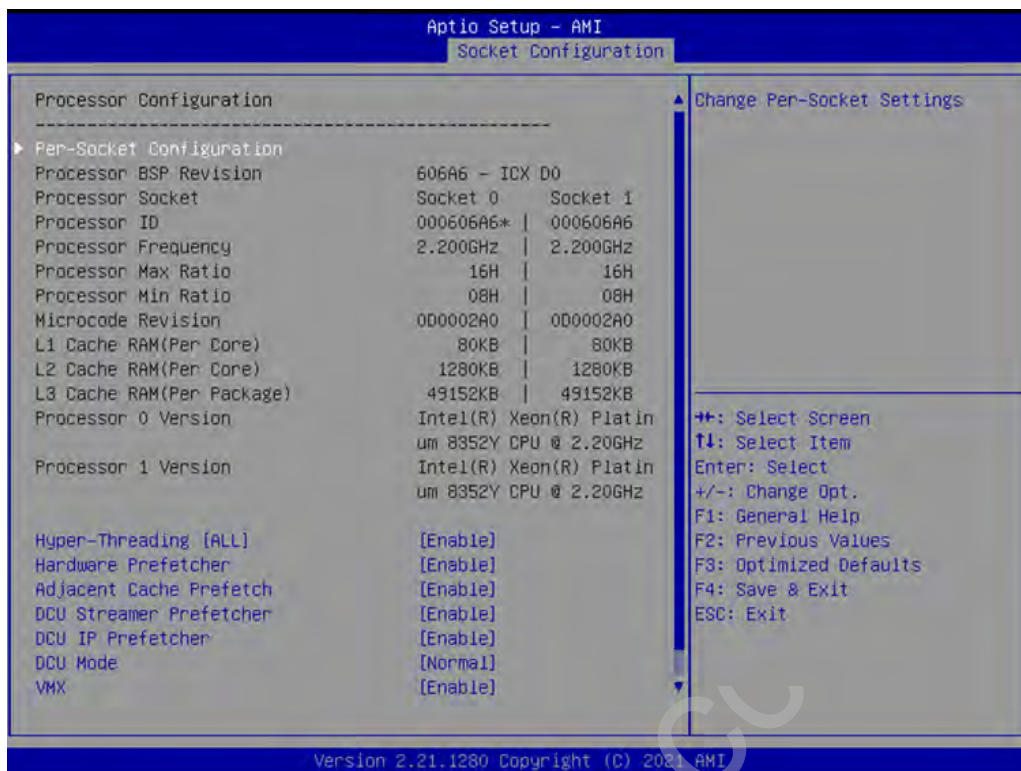 Aptio Setup – AMI
Socket Configuration
Processor Configuration
--------------------------------------------------
Per-Socket Configuration
Processor BSP Revision 606A6 – ICX D0
Processor Socket Socket 0 Socket 1
Processor ID 000606A6* | 000606A6
Processor Frequency 2.200GHz | 2.200GHz
Processor Max Ratio 16H | 16H
Processor Min Ratio 08H | 08H
Microcode Revision 0D0002A0 | 0D0002A0
L1 Cache RAM(Per Core) 80KB | 80KB
L2 Cache RAM(Per Core) 1280KB | 1280KB
L3 Cache RAM(Per Package) 49152KB | 49152KB
Processor 0 Version Intel(R) Xeon(R) Platin
um 8352Y CPU @ 2.20GHz
Processor 1 Version Intel(R) Xeon(R) Platin
um 8352Y CPU @ 2.20GHz
Hyper-Threading [ALL] [Enable]
Hardware Prefetcher [Enable]
Adjacent Cache Prefetch [Enable]
DCU Streamer Prefetcher [Enable]
DCU IP Prefetcher [Enable]
DCU Mode [Normal]
VMX [Enable]
Change Per-Socket Settings
→←: Select Screen
↑↓: Select Item
Enter: Select
+/-: Change Opt.
F1: General Help
F2: Previous Values
F3: Optimized Defaults
F4: Save & Exit
ESC: Exit
Version 2.21.1280 Copyright (C) 2021 AMI